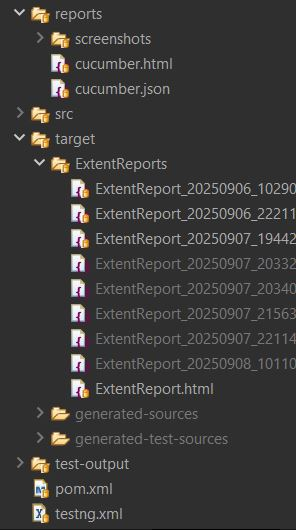 reports
screenshots
cucumber.html
cucumber.json
src
target
ExtentReports
ExtentReport_20250906_10290
ExtentReport_20250906_22211
ExtentReport_20250907_19442
ExtentReport_20250907_20332
ExtentReport_20250907_20340
ExtentReport_20250907_21563
ExtentReport_20250907_22114
ExtentReport_20250908_10110
ExtentReport.html
generated-sources
generated-test-sources
test-output
pom.xml
testng.xml